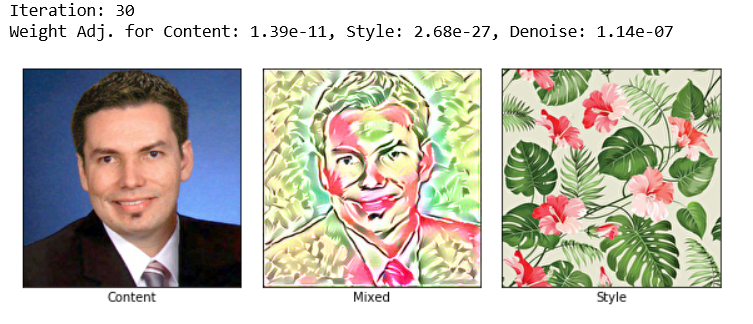 Iteration: 30
Weight Adj. for Content: 1.39e-11, Style: 2.68e-27, Denoise: 1.14e-07
Content
Mixed
Style